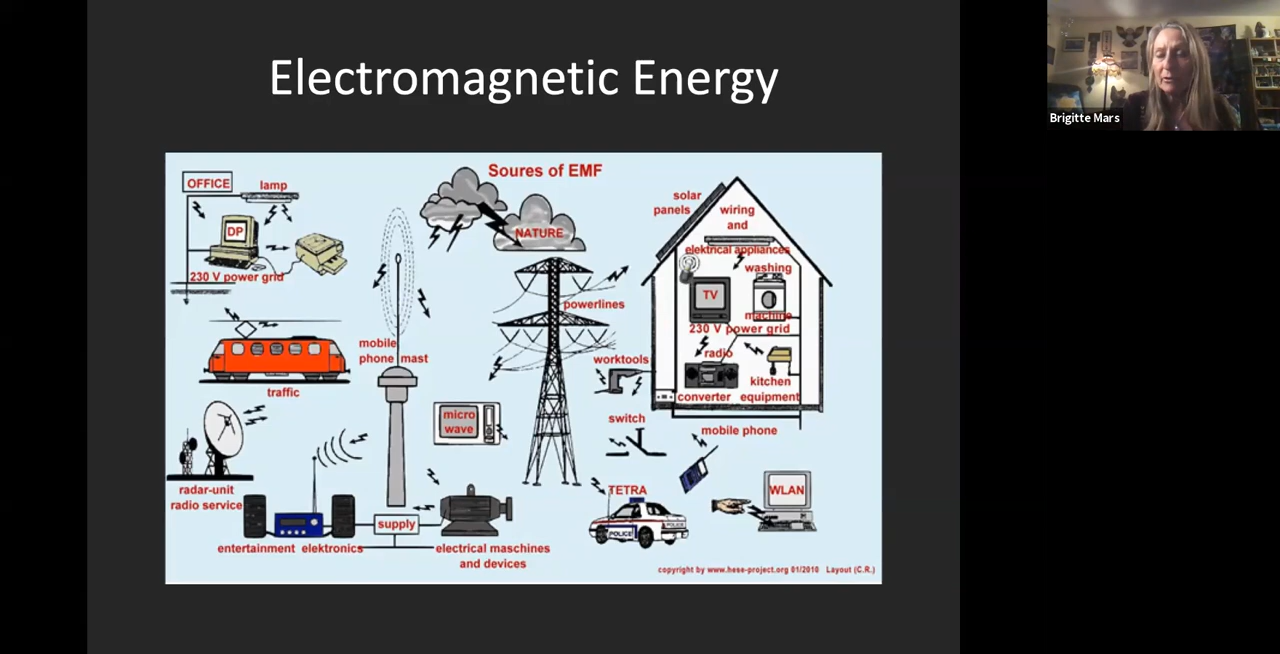 Electromagnetic Energy
Brigitte Mars
Soures of EMF
OFFICE
lamp
DP
230 V power grid
NATURE
solar
panels
wiring
and
elektrical appliances
washing
TV
machine
230 V power grid
radio
kitchen
converter equipment
powerlines
mobile
phone mast
traffic
worktools
micro
wave
switch
mobile phone
radar-unit
radio service
TETRA
POLICE
POLICE
WLAN
supply
entertainment elektronics
electrical maschines
and devices
copyright by www.hese-project.org 01/2010 Layout (C.R.)